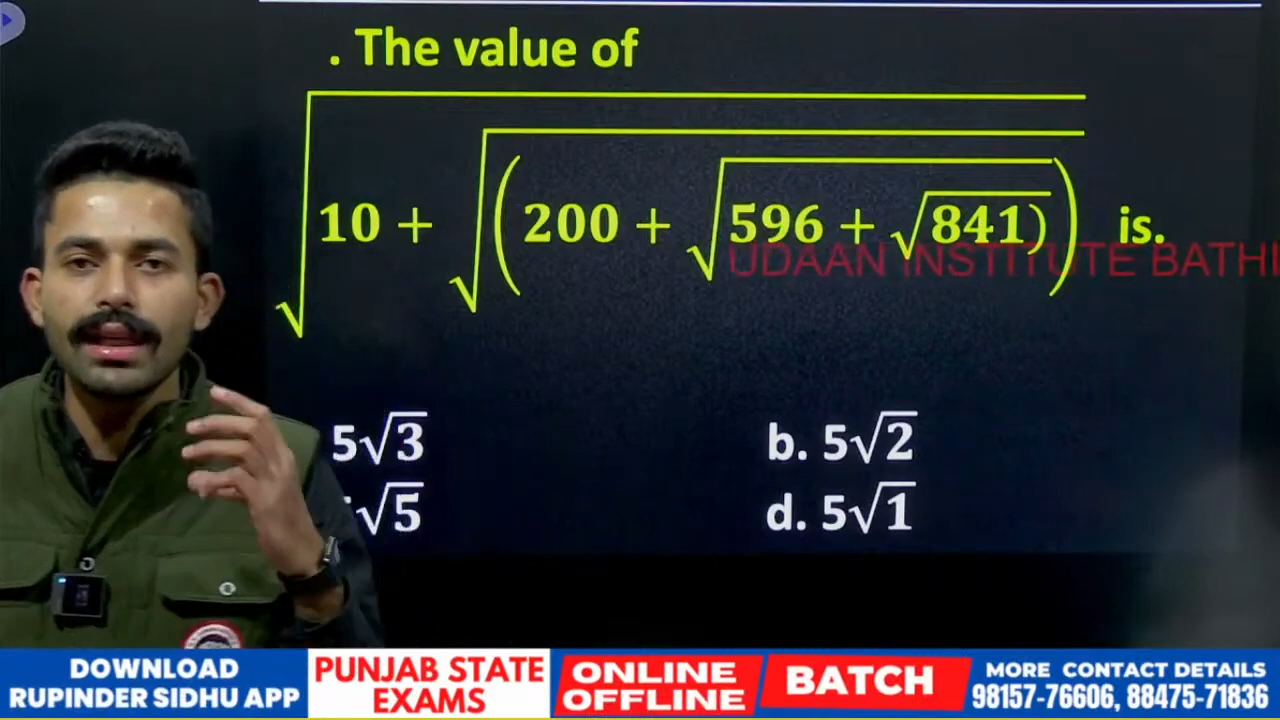 . The value of
√10 + √(200 + √596 + √841)) is.
UDAAN INSTITUTE BATHI
5√3
b. 5√2
√5
d. 5√1
DOWNLOAD
RUPINDER SIDHU APP
PUNJAB STATE
EXAMS
ONLINE
OFFLINE
BATCH
MORE CONTACT DETAILS
98157-76606, 88475-71836